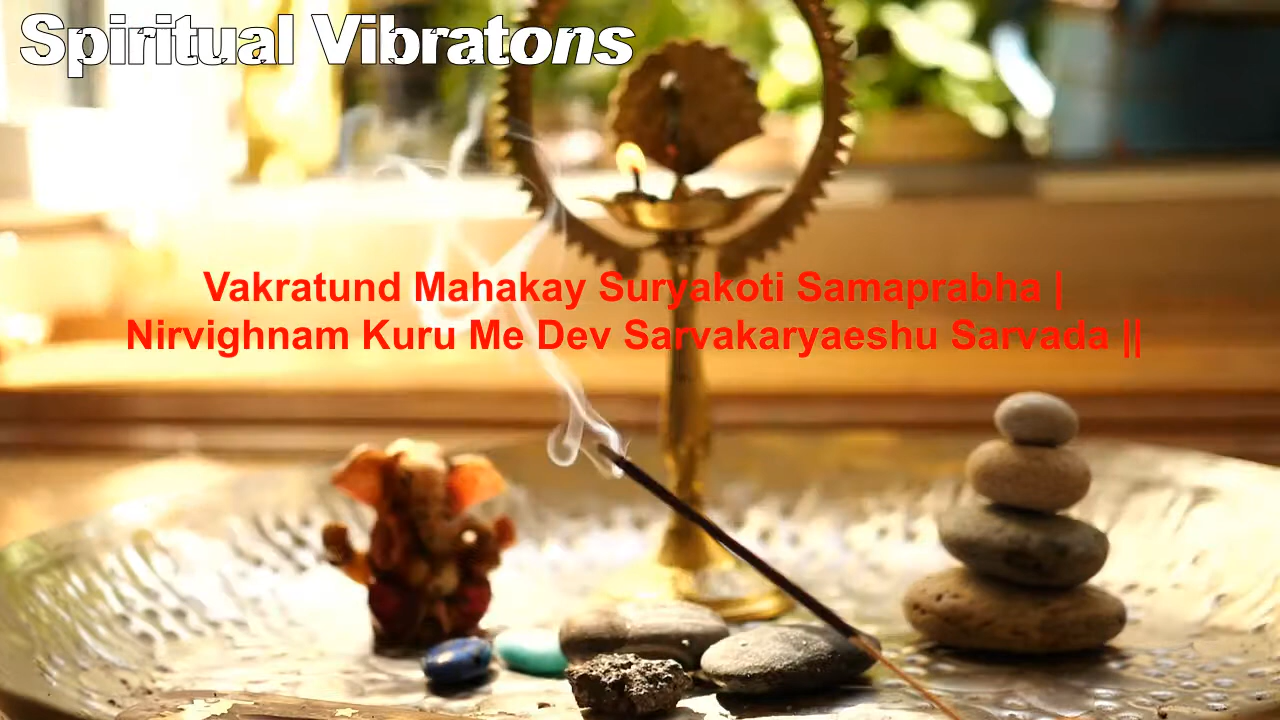 Spiritual Vibratons
Vakratund Mahakay Suryakoti Samaprabha |
Nirvighnam Kuru Me Dev Sarvakaryaeshu Sarvada ||